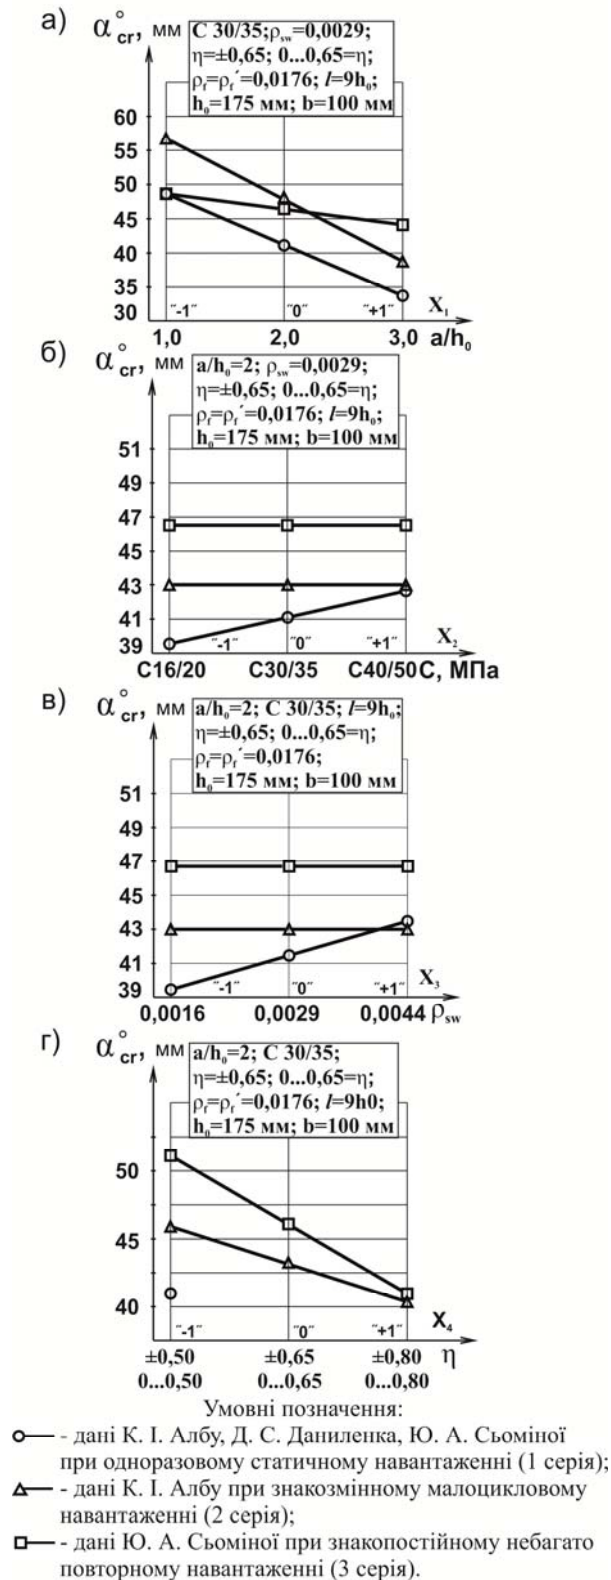 а) α°cr, мм
C 30/35;ρsw=0,0029;
η=±0,65; 0...0,65=η;
ρf=ρf´=0,0176; l=9h0;
h0=175 мм; b=100 мм
60
55
50
45
40
35
30
″-1″ ″0″ ″+1″ X1
1,0 2,0 3,0 a/h0
б) α°cr, мм
a/h0=2; ρsw=0,0029;
η=±0,65; 0...0,65=η;
ρf=ρf´=0,0176; l=9h0;
h0=175 мм; b=100 мм
51
49
47
45
43
41
39
″-1″ ″0″ ″+1″ X2
C16/20 C30/35 C40/50 C, МПа
в) α°cr, мм
a/h0=2; C 30/35; l=9h0;
η=±0,65; 0...0,65=η;
ρf=ρf´=0,0176;
h0=175 мм; b=100 мм
51
49
47
45
43
41
39
″-1″ ″0″ ″+1″ X3
0,0016 0,0029 0,0044 ρsw
г) α°cr, мм
a/h0=2; C 30/35;
η=±0,65; 0...0,65=η;
ρf=ρf´=0,0176; l=9h0;
h0=175 мм; b=100 мм
50
45
40
″-1″ ″0″ ″+1″ X4
±0,50 ±0,65 ±0,80 η
0...0,50 0...0,65 0...0,80
Умовні позначення:
- дані К. І. Албу, Д. С. Даниленка, Ю. А. Сьоміної
при одноразовому статичному навантаженні (1 серія);
- дані К. І. Албу при знакозмінному малоцикловому
навантаженні (2 серія);
- дані Ю. А. Сьоміної при знакопостійному небагато
повторному навантаженні (3 серія).